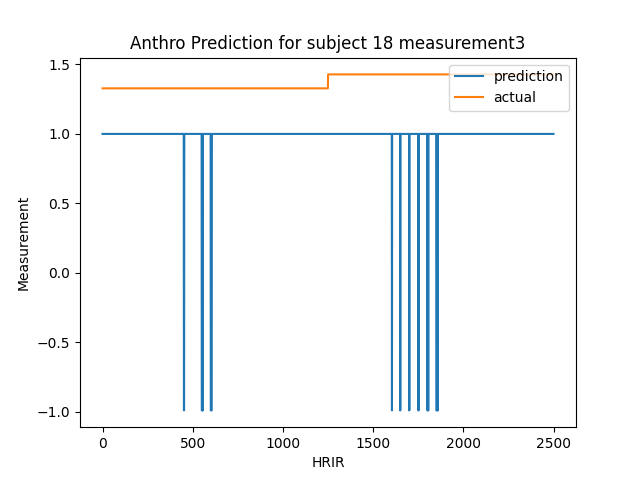 Anthro Prediction for subject 18 measurement3
prediction
actual
1.5
1.0
0.5
0.0
−0.5
−1.0
Measurement
0 500 1000 1500 2000 2500
HRIR